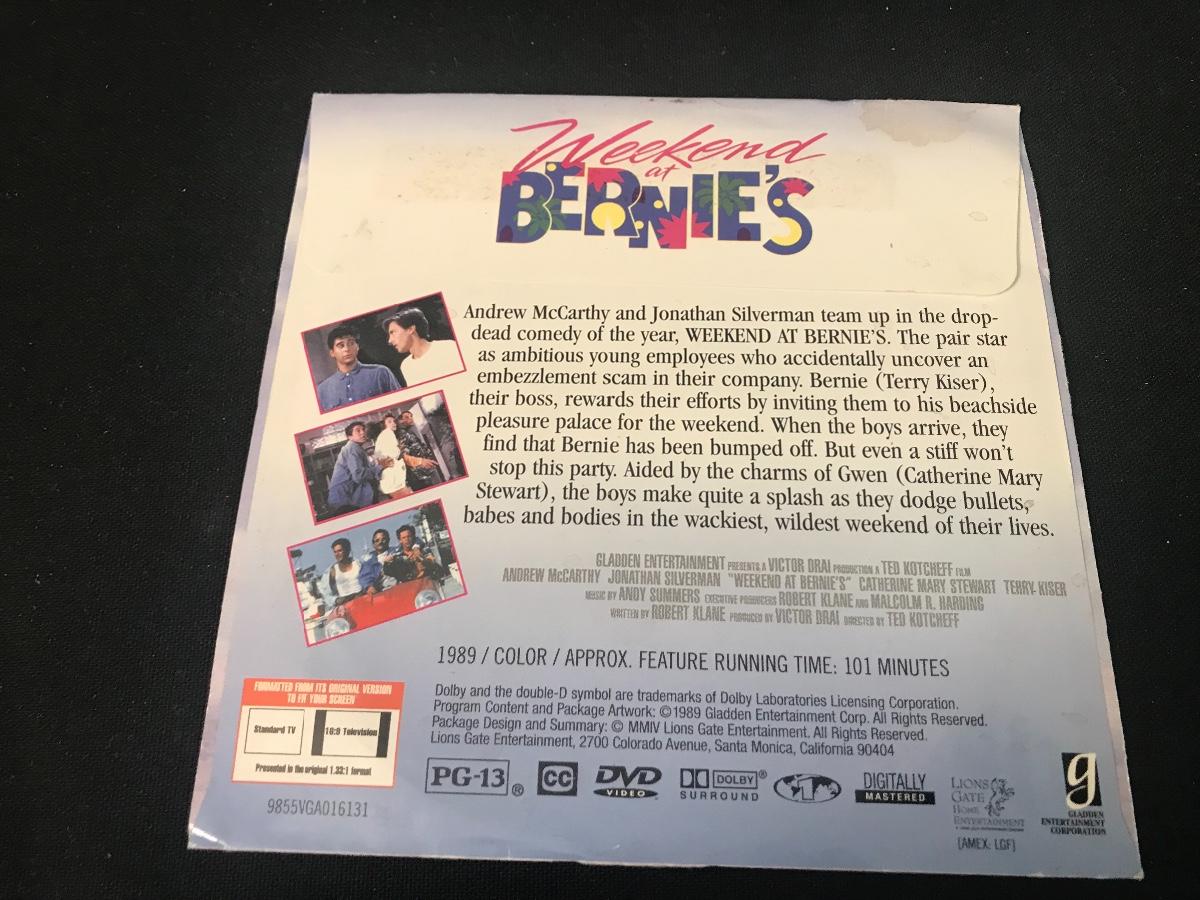 Weekend
at
BERNIE'S
Andrew McCarthy and Jonathan Silverman team up in the drop-
dead comedy of the year, WEEKEND AT BERNIE'S. The pair star
as ambitious young employees who accidentally uncover an
embezzlement scam in their company. Bernie (Terry Kiser),
their boss, rewards their efforts by inviting them to his beachside
pleasure palace for the weekend. When the boys arrive, they
find that Bernie has been bumped off. But even a stiff won't
stop this party. Aided by the charms of Gwen (Catherine Mary
Stewart), the boys make quite a splash as they dodge bullets,
babes and bodies in the wackiest, wildest weekend of their lives.
GLADDEN ENTERTAINMENT PRESENTS A VICTOR DRAI PRODUCTION A TED KOTCHEFF FILM
ANDREW McCARTHY JONATHAN SILVERMAN "WEEKEND AT BERNIE'S" CATHERINE MARY STEWART TERRY KISER
MUSIC BY ANDY SUMMERS EXECUTIVE PRODUCERS ROBERT KLANE AND MALCOLM R. HARDING
WRITTEN BY ROBERT KLANE PRODUCED BY VICTOR DRAI DIRECTED BY TED KOTCHEFF
1989 / COLOR / APPROX. FEATURE RUNNING TIME: 101 MINUTES
FORMATTED FROM ITS ORIGINAL VERSION
TO FIT YOUR SCREEN
Standard TV
16:9 Television
Presented in the original 1.33:1 format
9855VGA016131
Dolby and the double-D symbol are trademarks of Dolby Laboratories Licensing Corporation.
Program Content and Package Artwork: ©1989 Gladden Entertainment Corp. All Rights Reserved.
Package Design and Summary: © MMIV Lions Gate Entertainment. All Rights Reserved.
Lions Gate Entertainment, 2700 Colorado Avenue, Santa Monica, California 90404
PG-13 ®
CC
DVD
VIDEO
DOLBY ®
SURROUND
1
DIGITALLY
MASTERED
LIONS
GATE
HOME
ENTERTAINMENT
[AMEX: LGF]
g
GLADDEN
ENTERTAINMENT
CORPORATION